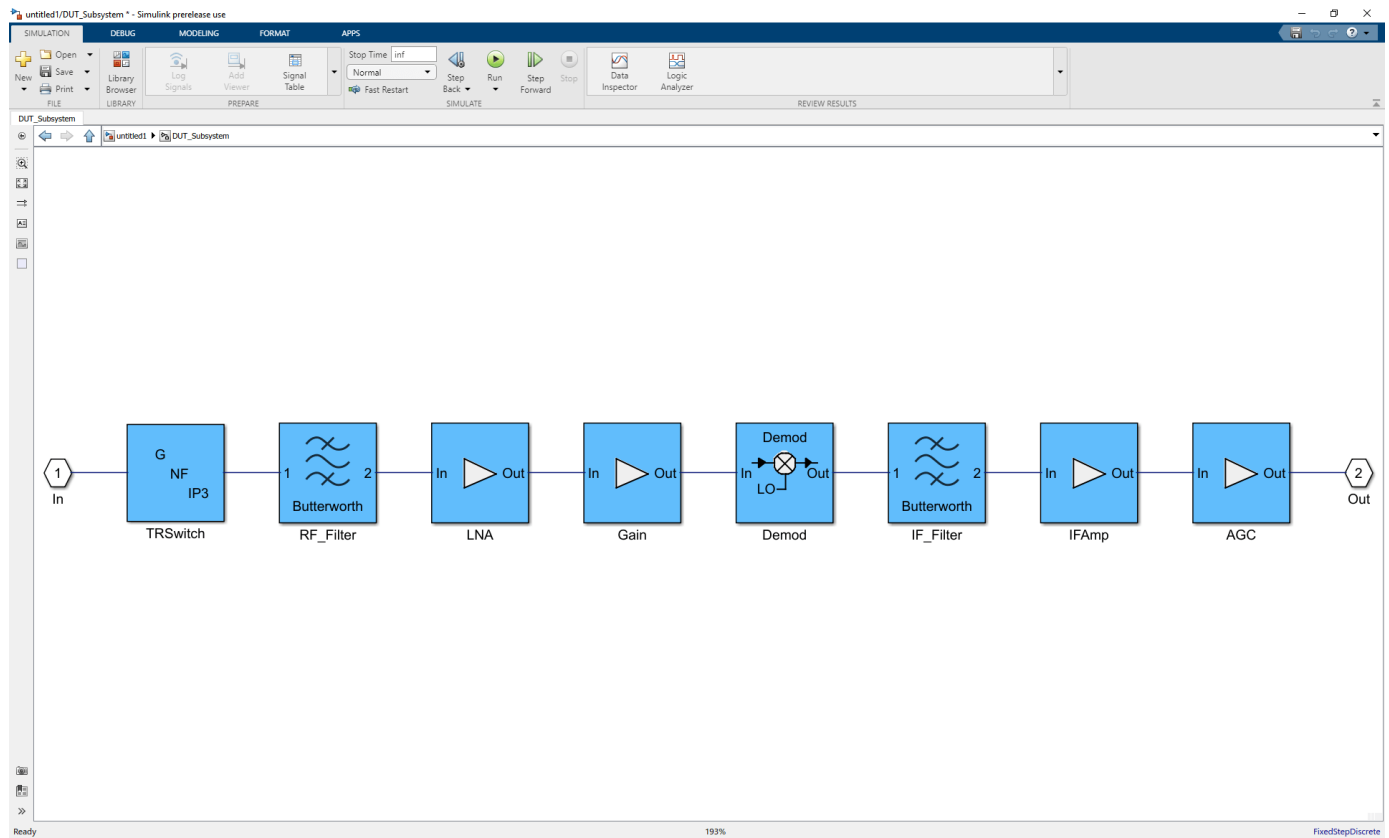 untitled1/DUT_Subsystem * - Simulink prerelease use
SIMULATION DEBUG MODELING FORMAT APPS
New
Open
Save
Print
FILE
Library Browser
LIBRARY
Log Signals
Add Viewer
Signal Table
PREPARE
Stop Time inf
Normal
Fast Restart
Step Back
Run
Step Forward
Stop
SIMULATE
Data Inspector
Logic Analyzer
REVIEW RESULTS
DUT_Subsystem
untitled1 DUT_Subsystem
1
In
G
NF
IP3
TRSwitch
1 2
Butterworth
RF_Filter
In Out
LNA
In Out
Gain
Demod
In Out
LO
Demod
1 2
Butterworth
IF_Filter
In Out
IFAmp
In Out
AGC
2
Out
Ready 193% FixedStepDiscrete